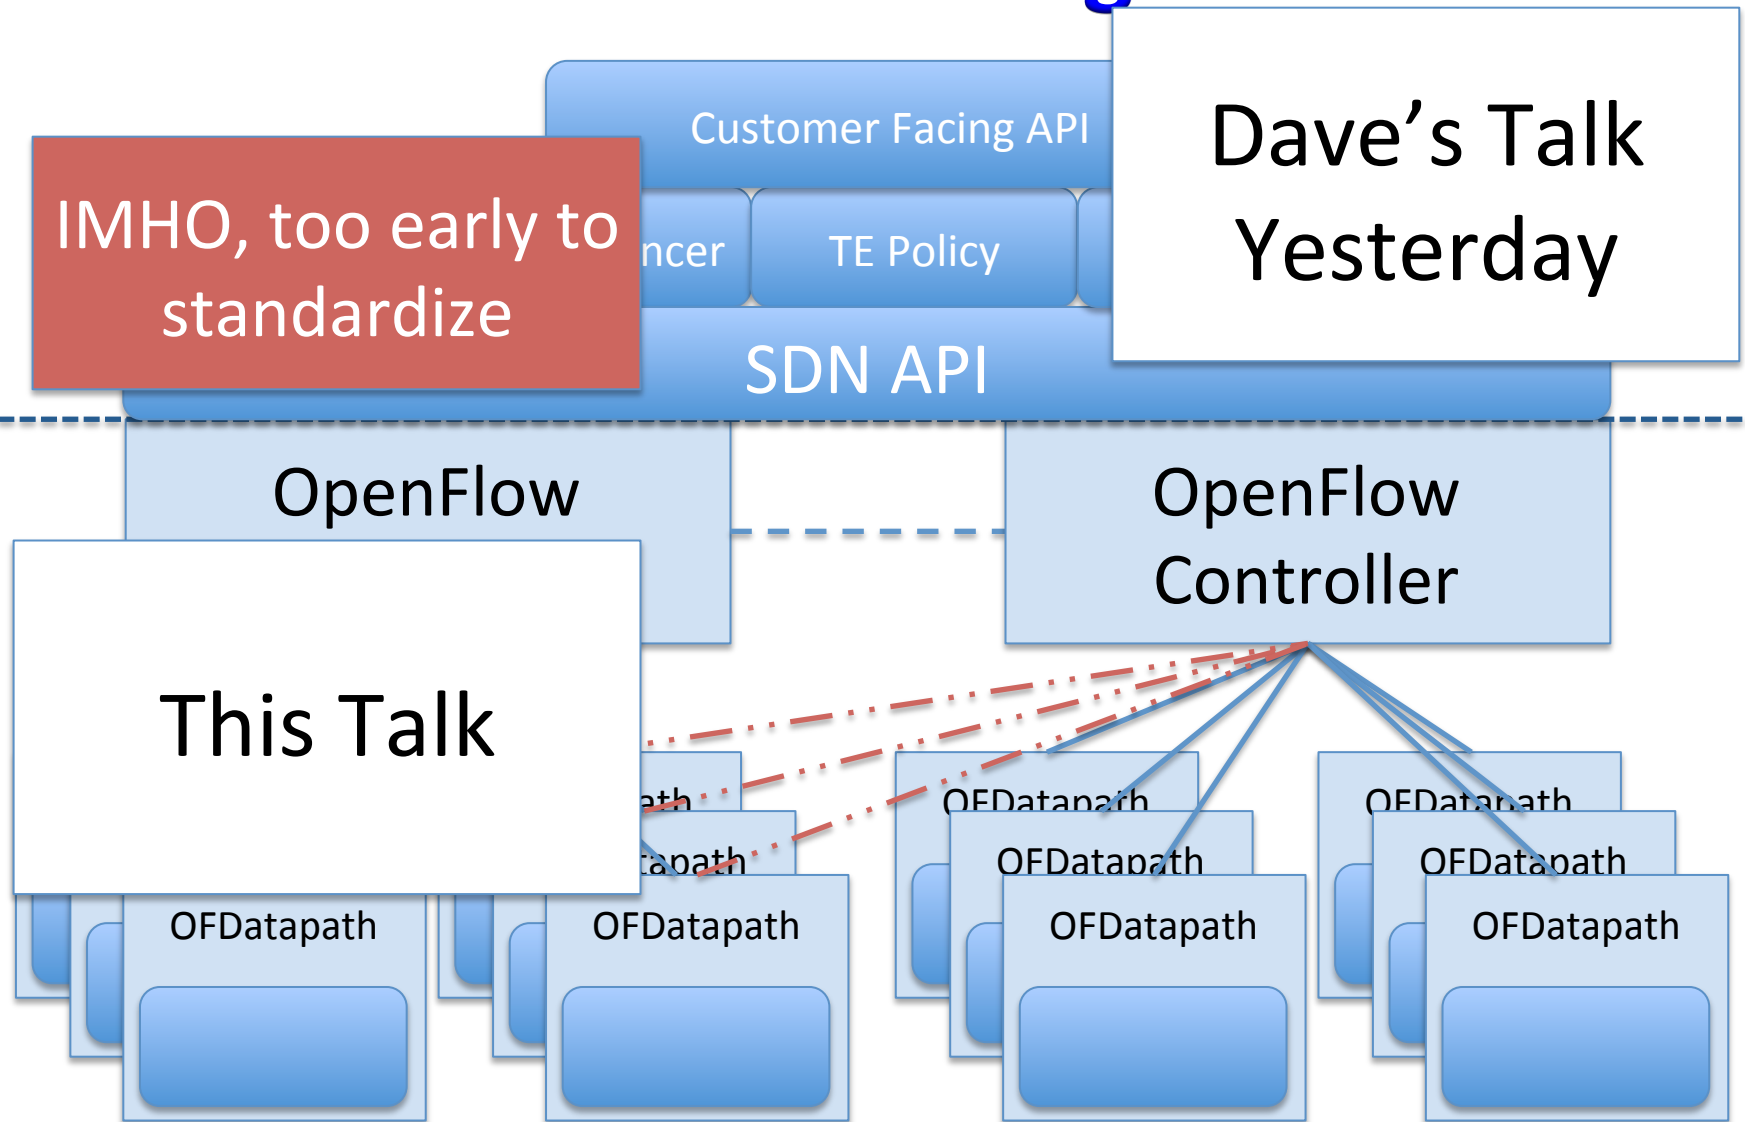 Customer Facing API
Dave’s Talk
Yesterday
IMHO, too early to
standardize
TE Policy
SDN API
OpenFlow
OpenFlow
Controller
This Talk
OFDatapath
OFDatapath
OFDatapath
OFDatapath
OFDatapath
OFDatapath
OFDatapath
OFDatapath